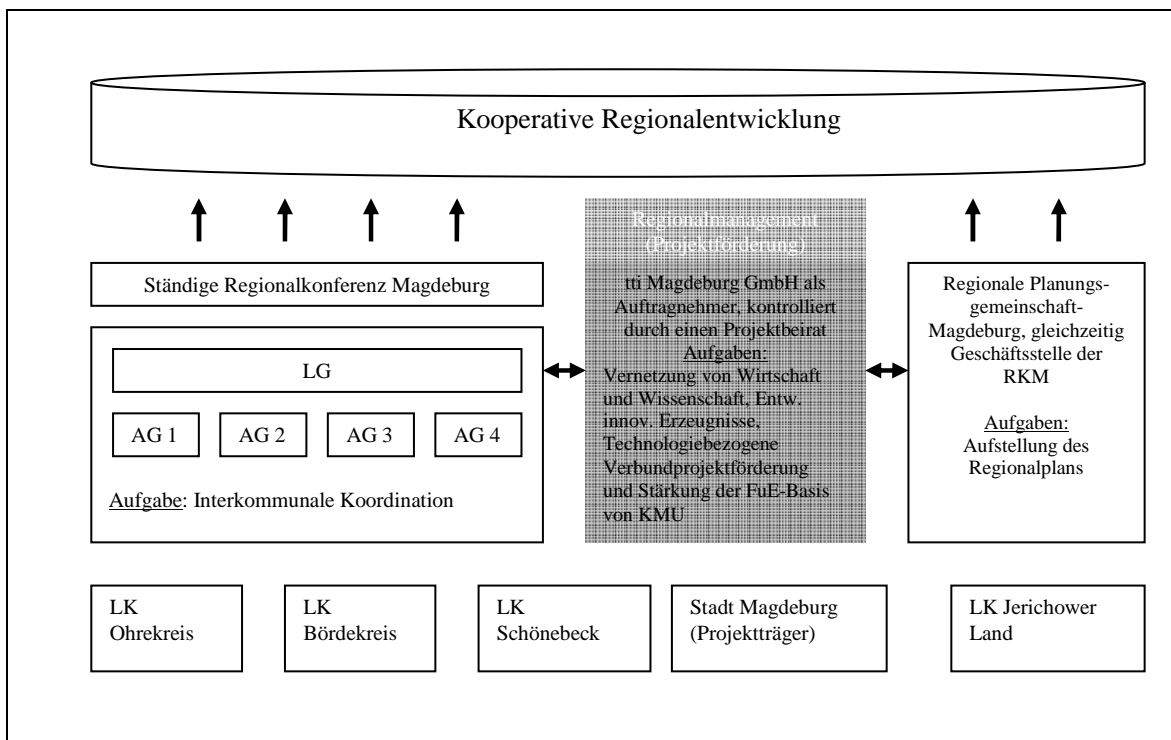 Kooperative Regionalentwicklung
Ständige Regionalkonferenz Magdeburg
LG
AG 1
AG 2
AG 3
AG 4
Aufgabe: Interkommunale Koordination
Regionalmanagement
(Projektförderung)
tti Magdeburg GmbH als
Auftragnehmer, kontrolliert
durch einen Projektbeirat
Aufgaben:
Vernetzung von Wirtschaft
und Wissenschaft, Entw.
innov. Erzeugnisse,
Technologiebezogene
Verbundprojektförderung
und Stärkung der FuE-Basis
von KMU
Regionale Planungs-
gemeinschaft-
Magdeburg, gleichzeitig
Geschäftsstelle der
RKM
Aufgaben:
Aufstellung des
Regionalplans
LK
Ohrekreis
LK
Bördekreis
LK
Schönebeck
Stadt Magdeburg
(Projektträger)
LK Jerichower
Land